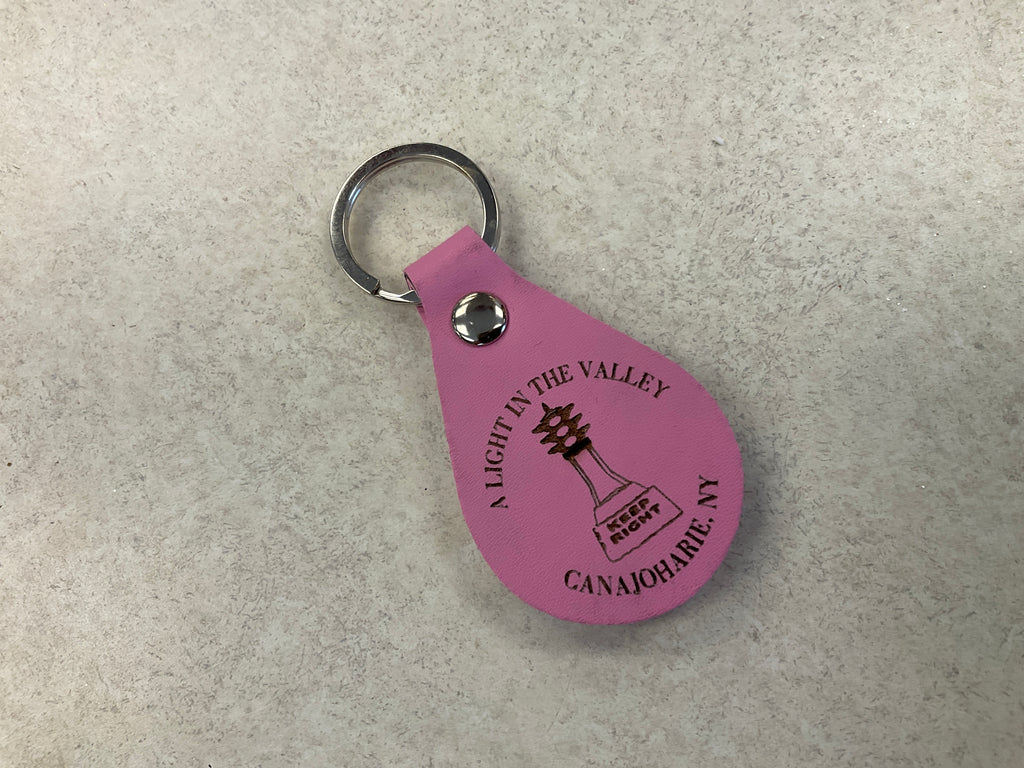 A LIGHT IN THE VALLEY
KEEP
RIGHT
CANAJOHARIE, NY